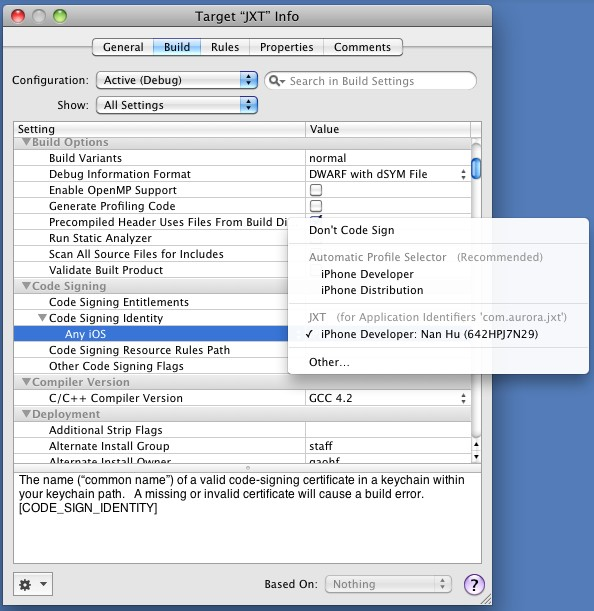 Target “JXT” Info
General Build Rules Properties Comments
Configuration: Active (Debug) Search in Build Settings
Show: All Settings
Setting Value
Build Options
Build Variants normal
Debug Information Format DWARF with dSYM File
Enable OpenMP Support
Generate Profiling Code
Precompiled Header Uses Files From Build Di
Run Static Analyzer
Scan All Source Files for Includes
Validate Built Product
Code Signing
Code Signing Entitlements
Code Signing Identity
Any iOS
Code Signing Resource Rules Path
Other Code Signing Flags
Don't Code Sign
Automatic Profile Selector (Recommended)
iPhone Developer
iPhone Distribution
JXT (for Application Identifiers 'com.aurora.jxt')
✓ iPhone Developer: Nan Hu (642HPJ7N29)
Other...
Compiler Version
C/C++ Compiler Version GCC 4.2
Deployment
Additional Strip Flags
Alternate Install Group staff
Alternate Install Owner
The name (“common name”) of a valid code-signing certificate in a keychain within
your keychain path. A missing or invalid certificate will cause a build error.
[CODE_SIGN_IDENTITY]
Based On: Nothing ?